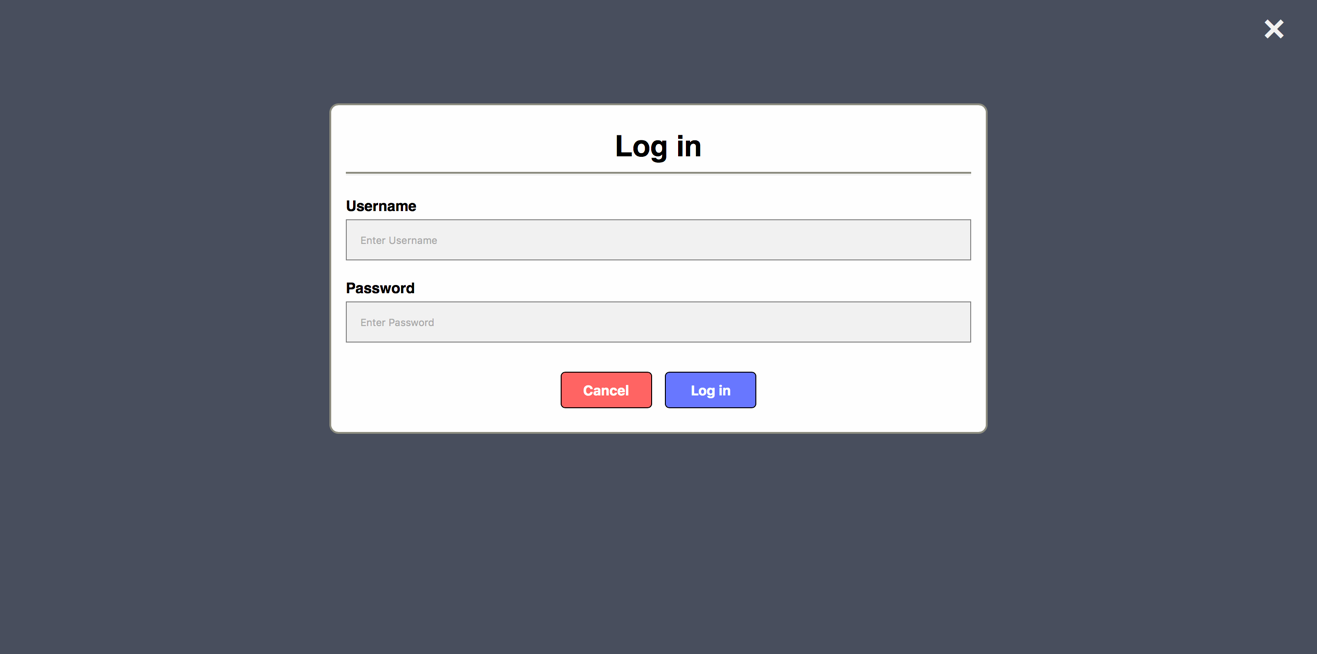 ×
Log in
Username
Enter Username
Password
Enter Password
Cancel Log in